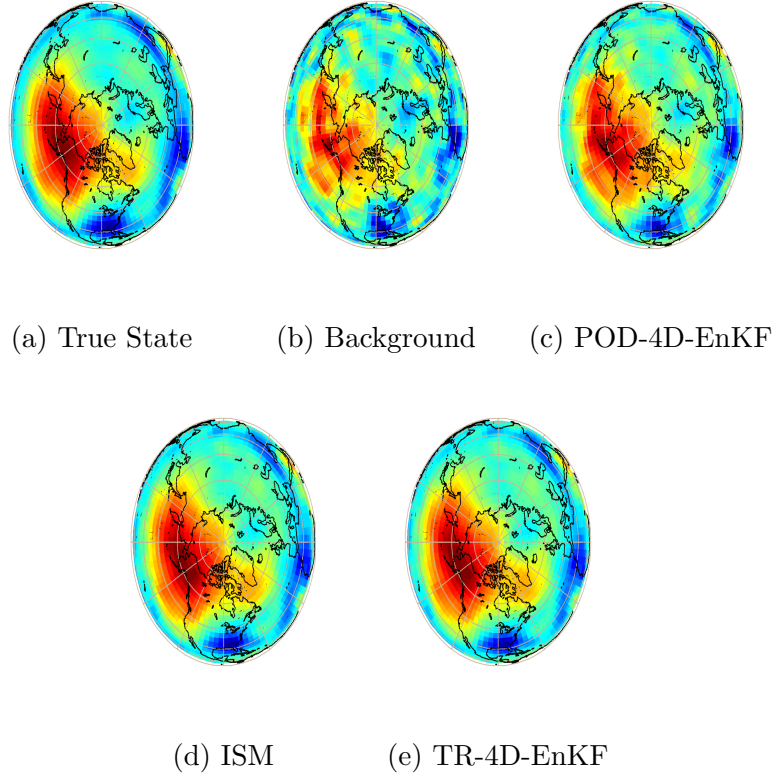 (a) True State
(b) Background
(c) POD-4D-EnKF
(d) ISM
(e) TR-4D-EnKF